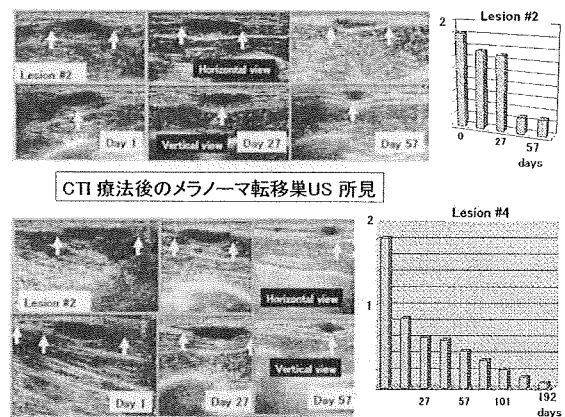 Lesion #2
2
0
27
57
days
Lesion #2
Horizontal view
Day 1
Vertical view
Day 27
Day 57
CTI 療法後のメラノーマ転移巣US 所見
Lesion #4
2
1
27
57
101
192
days
Lesion #2
Horizontal view
Vertical view
Day 1
Day 27
Day 57